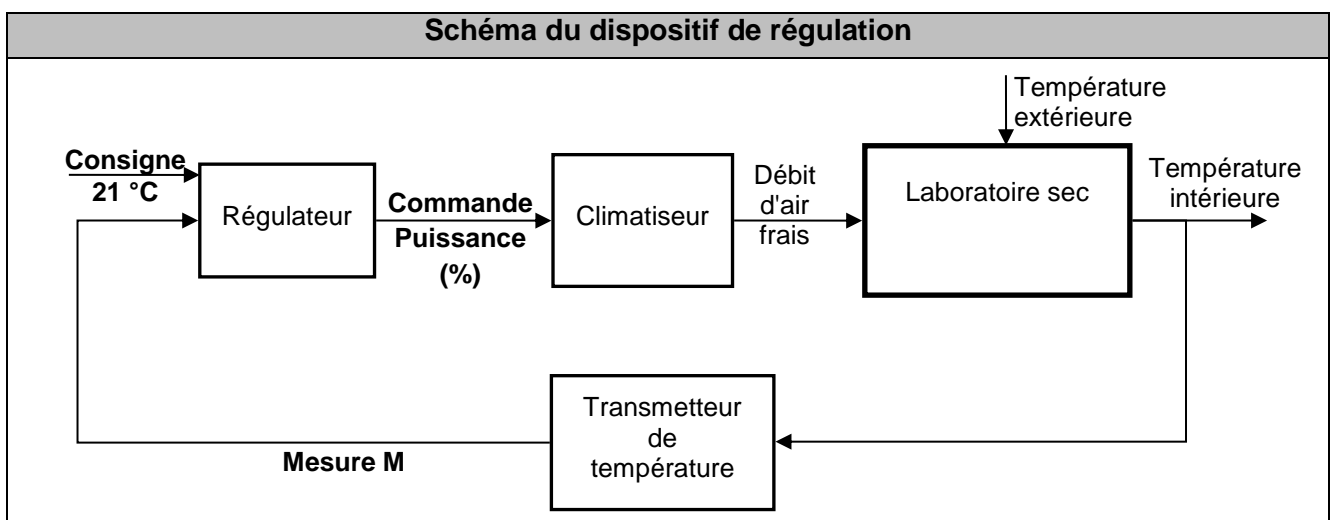 Schéma du dispositif de régulation
Température
extérieure
Consigne
21 °C
Régulateur
Commande
Puissance
(%)
Climatiseur
Débit
d'air
frais
Laboratoire sec
Température
intérieure
Transmetteur
de
température
Mesure M